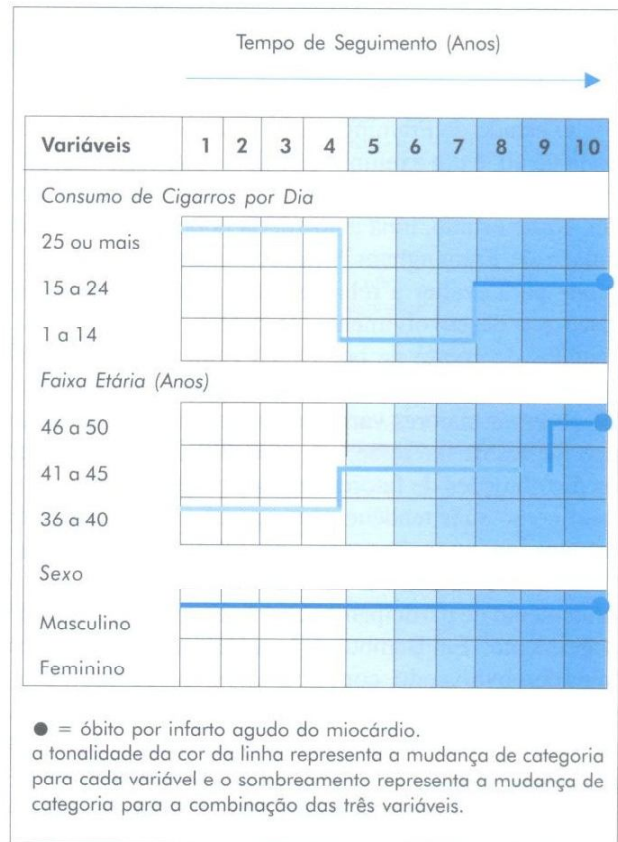 Tempo de Seguimento (Anos)
Variáveis 1 2 3 4 5 6 7 8 9 10
Consumo de Cigarros por Dia
25 ou mais
15 a 24
1 a 14
Faixa Etária (Anos)
46 a 50
41 a 45
36 a 40
Sexo
Masculino
Feminino
● = óbito por infarto agudo do miocárdio.
a tonalidade da cor da linha representa a mudança de categoria
para cada variável e o sombreamento representa a mudança de
categoria para a combinação das três variáveis.